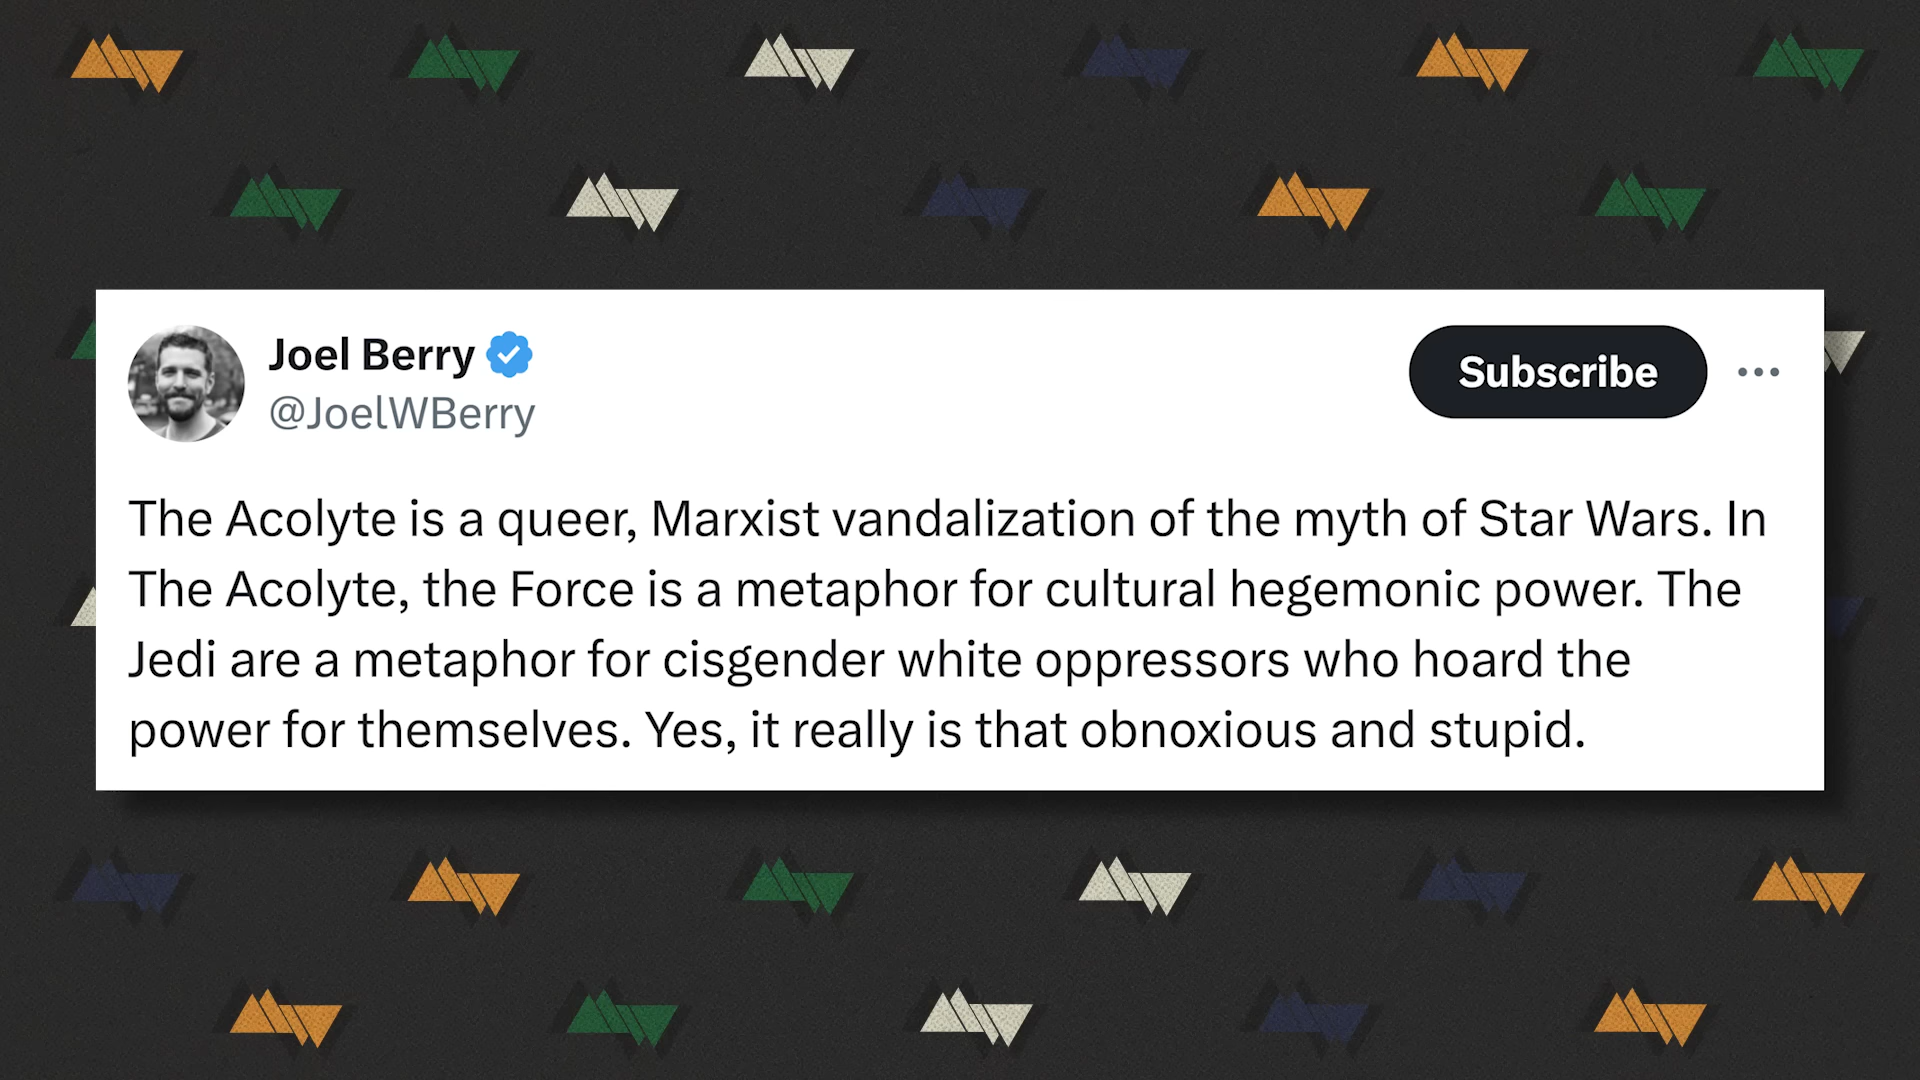 Joel Berry
@JoelWBerry
Subscribe
The Acolyte is a queer, Marxist vandalization of the myth of Star Wars. In
The Acolyte, the Force is a metaphor for cultural hegemonic power. The
Jedi are a metaphor for cisgender white oppressors who hoard the
power for themselves. Yes, it really is that obnoxious and stupid.